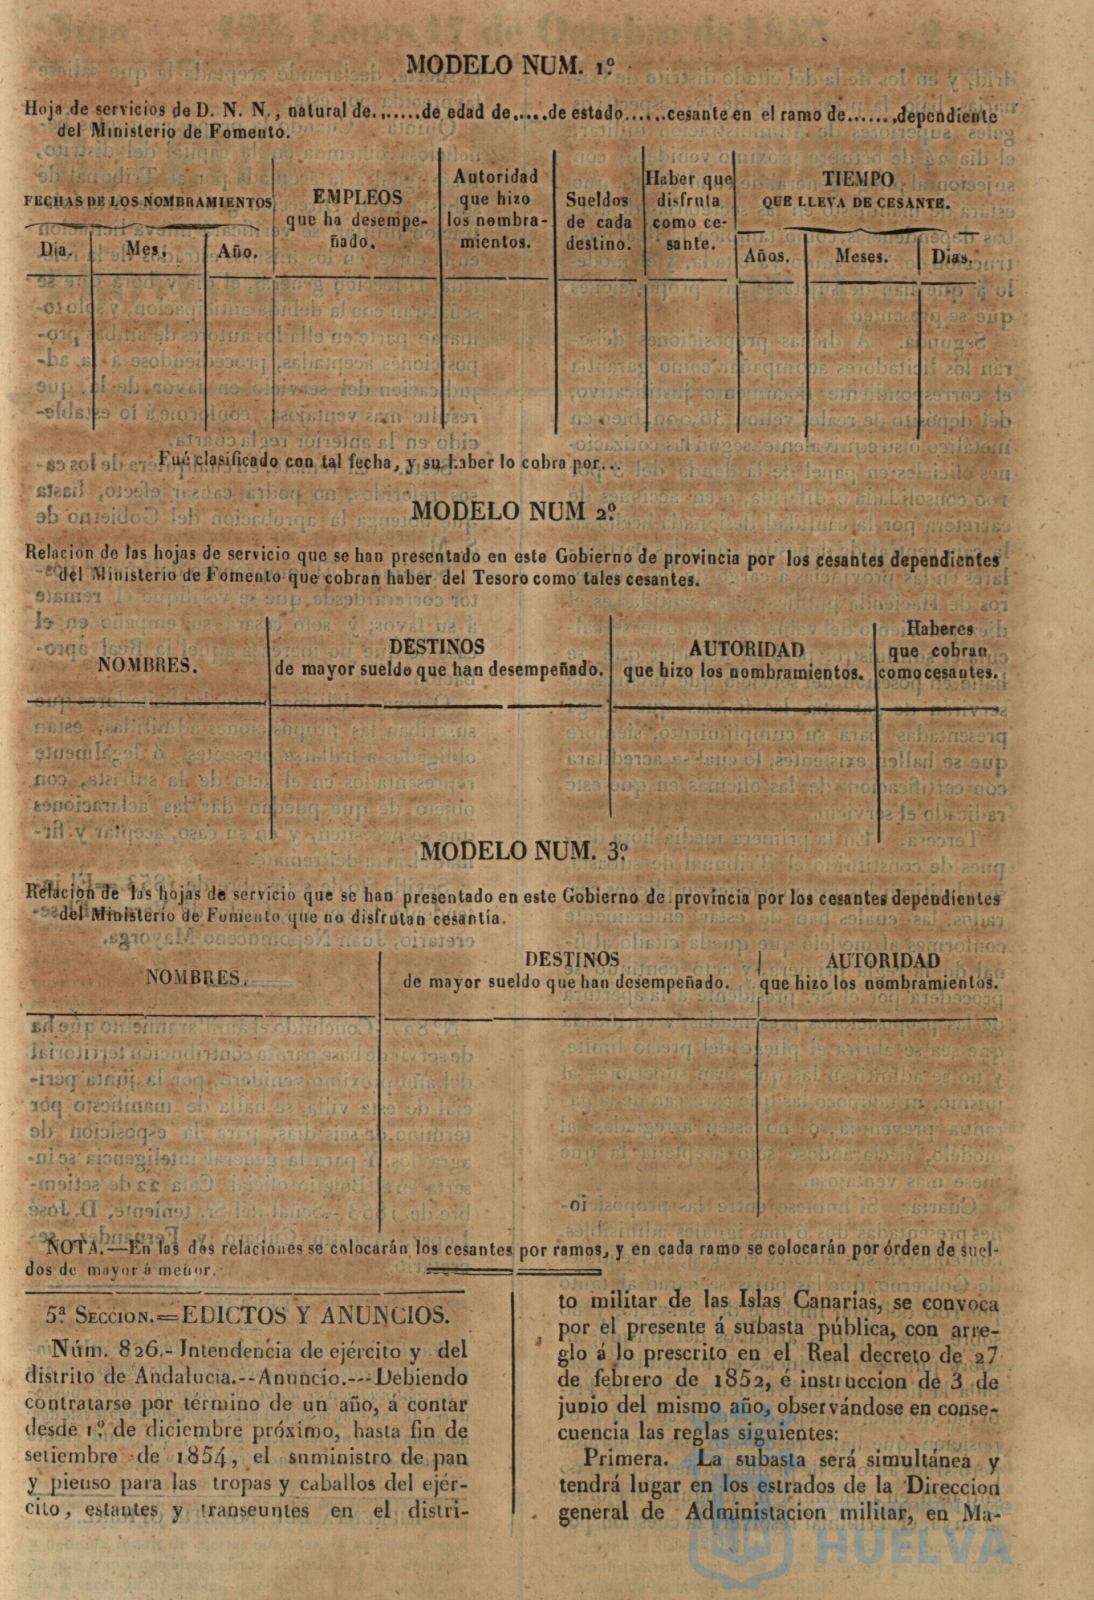 MODELO NUM. 1º
Hoja de servicios de D. N. N., natural de.......de edad de.....de estado......cesante en el ramo de.......dependiente
del Ministerio de Fomento.
FECHAS DE LOS NOMBRAMIENTOS
Dia. Mes. Año.
EMPLEOS
que ha desempe-
ñado.
Autoridad
que hizo
los nombra-
mientos.
Sueldos
de cada
destino.
Haber que
disfruta
como ce-
sante.
TIEMPO
QUE LLEVA DE CESANTE.
Años. Meses. Dias.
Fué clasificado con tal fecha, y su haber lo cobra por...
MODELO NUM 2º
Relacion de las hojas de servicio que se han presentado en este Gobierno de provincia por los cesantes dependientes
del Ministerio de Fomento que cobran haber del Tesoro como tales cesantes.
NOMBRES.
DESTINOS
de mayor sueldo que han desempeñado.
AUTORIDAD
que hizo los nombramientos.
Haberes
que cobran
como cesantes.
MODELO NUM. 3º
Relacion de las hojas de servicio que se han presentado en este Gobierno de provincia por los cesantes dependientes
del Ministerio de Fomento que no disfrutan cesantía.
NOMBRES.
DESTINOS
de mayor sueldo que han desempeñado.
AUTORIDAD
que hizo los nombramientos.
NOTA.—En las dos relaciones se colocarán los cesantes por ramos, y en cada ramo se colocarán por órden de suel-
dos de mayor á menor.
5ª SECCION.=EDICTOS Y ANUNCIOS.
Núm. 826.- Intendencia de ejército y del
distrito de Andalucia.--Anuncio.---Debiendo
contratarse por término de un año, á contar
desde 1º de diciembre próximo, hasta fin de
setiembre de 1854, el suministro de pan
y pienso para las tropas y caballos del ejér-
cito, estantes y transeuntes en el distri-
to militar de las Islas Canarias, se convoca
por el presente á subasta pública, con arre-
glo á lo prescrito en el Real decreto de 27
de febrero de 1852, é instruccion de 3 de
junio del mismo año, observándose en conse-
cuencia las reglas siguientes:
Primera. La subasta será simultánea y
tendrá lugar en los estrados de la Direccion
general de Administacion militar, en Ma-
HUELVA